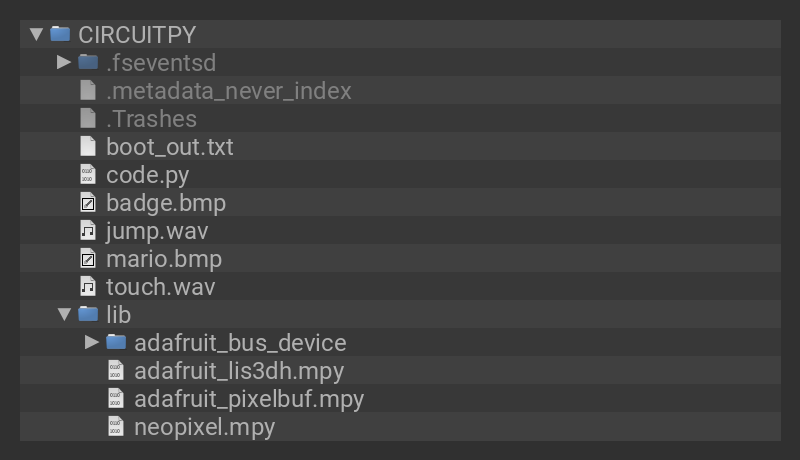 CIRCUITPY
.fseventsd
.metadata_never_index
.Trashes
boot_out.txt
code.py
badge.bmp
jump.wav
mario.bmp
touch.wav
lib
adafruit_bus_device
adafruit_lis3dh.mpy
adafruit_pixelbuf.mpy
neopixel.mpy